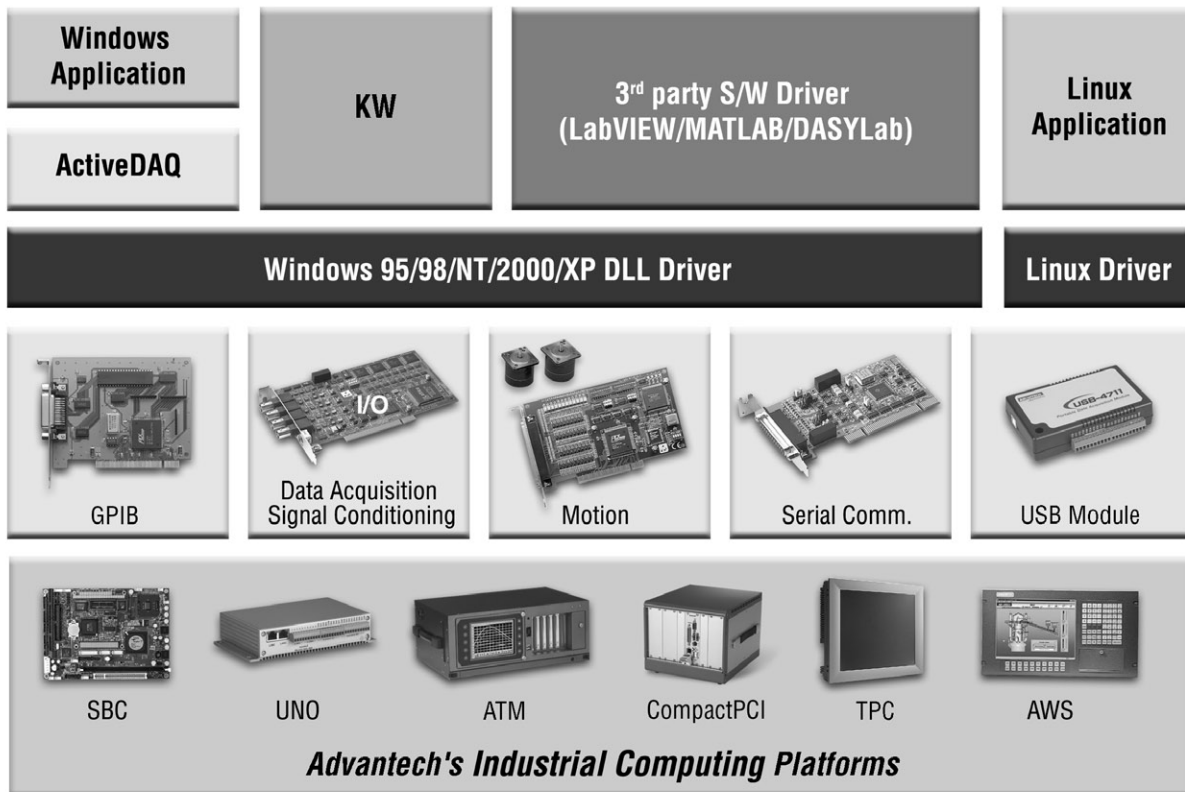 Windows
Application
ActiveDAQ
KW
3rd party S/W Driver
(LabVIEW/MATLAB/DASYLab)
Linux
Application
Windows 95/98/NT/2000/XP DLL Driver
Linux Driver
GPIB
I/O
Data Acquisition
Signal Conditioning
Motion
Serial Comm.
USB-4711
USB Module
SBC
UNO
ATM
CompactPCI
TPC
AWS
Advantech's Industrial Computing Platforms